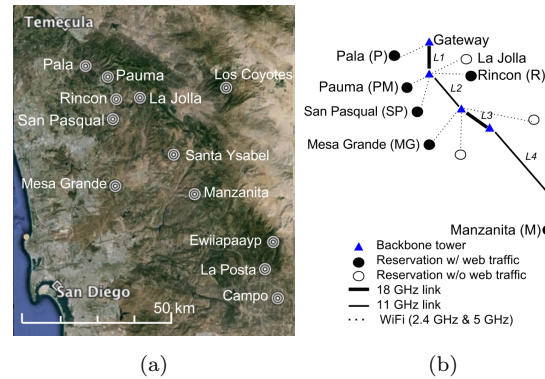 Temecula
Pala
Pauma
Los Coyotes
Rincon
La Jolla
San Pasqual
Santa Ysabel
Mesa Grande
Manzanita
Ewiiapaayp
La Posta
San Diego
Campo
50 km
(a)
Gateway
Pala (P)
L1
La Jolla
Rincon (R)
Pauma (PM)
L2
San Pasqual (SP)
L3
Mesa Grande (MG)
L4
Manzanita (M)
Backbone tower
Reservation w/ web traffic
Reservation w/o web traffic
18 GHz link
11 GHz link
WiFi (2.4 GHz & 5 GHz)
(b)